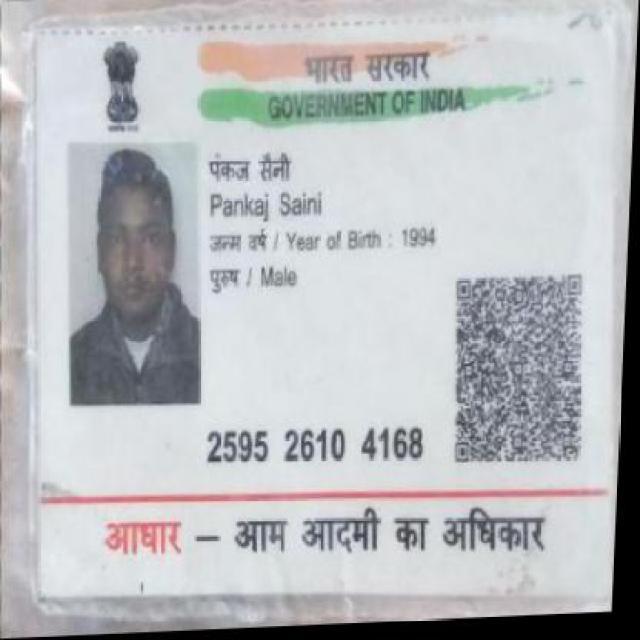 भारत सरकार
GOVERNMENT OF INDIA
पंकज सैनी
Pankaj Saini
जन्म वर्ष / Year of Birth : 1994
पुरुष / Male
2595 2610 4168
आधार – आम आदमी का अधिकार